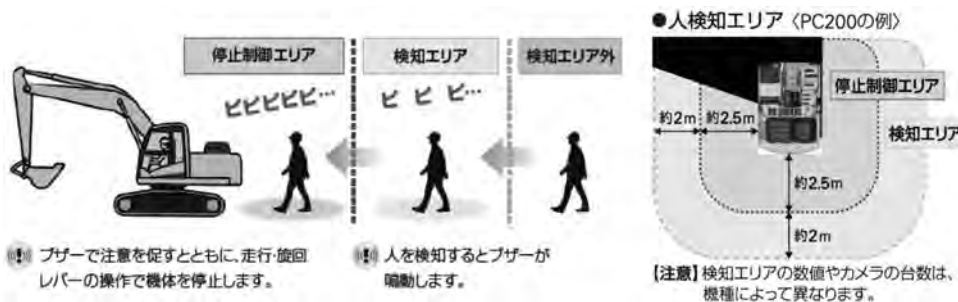 停止制御エリア
検知エリア
検知エリア外
ピピピピピ…
ピ ピ ピ…
ブザーで注意を促すとともに、走行・旋回
レバーの操作で機体を停止します。
人を検知するとブザーが
鳴動します。
●人検知エリア〈PC200の例〉
停止制御エリア
検知エリア
約2m
約2.5m
約2.5m
約2m
【注意】検知エリアの数値やカメラの台数は、
機種によって異なります。